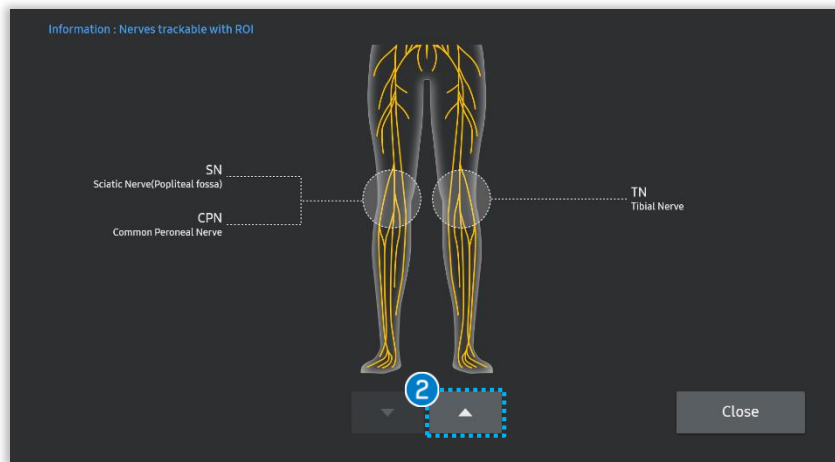 Information : Nerves trackable with ROI
SN
Sciatic Nerve(Popliteal fossa)
CPN
Common Peroneal Nerve
TN
Tibial Nerve
2
Close